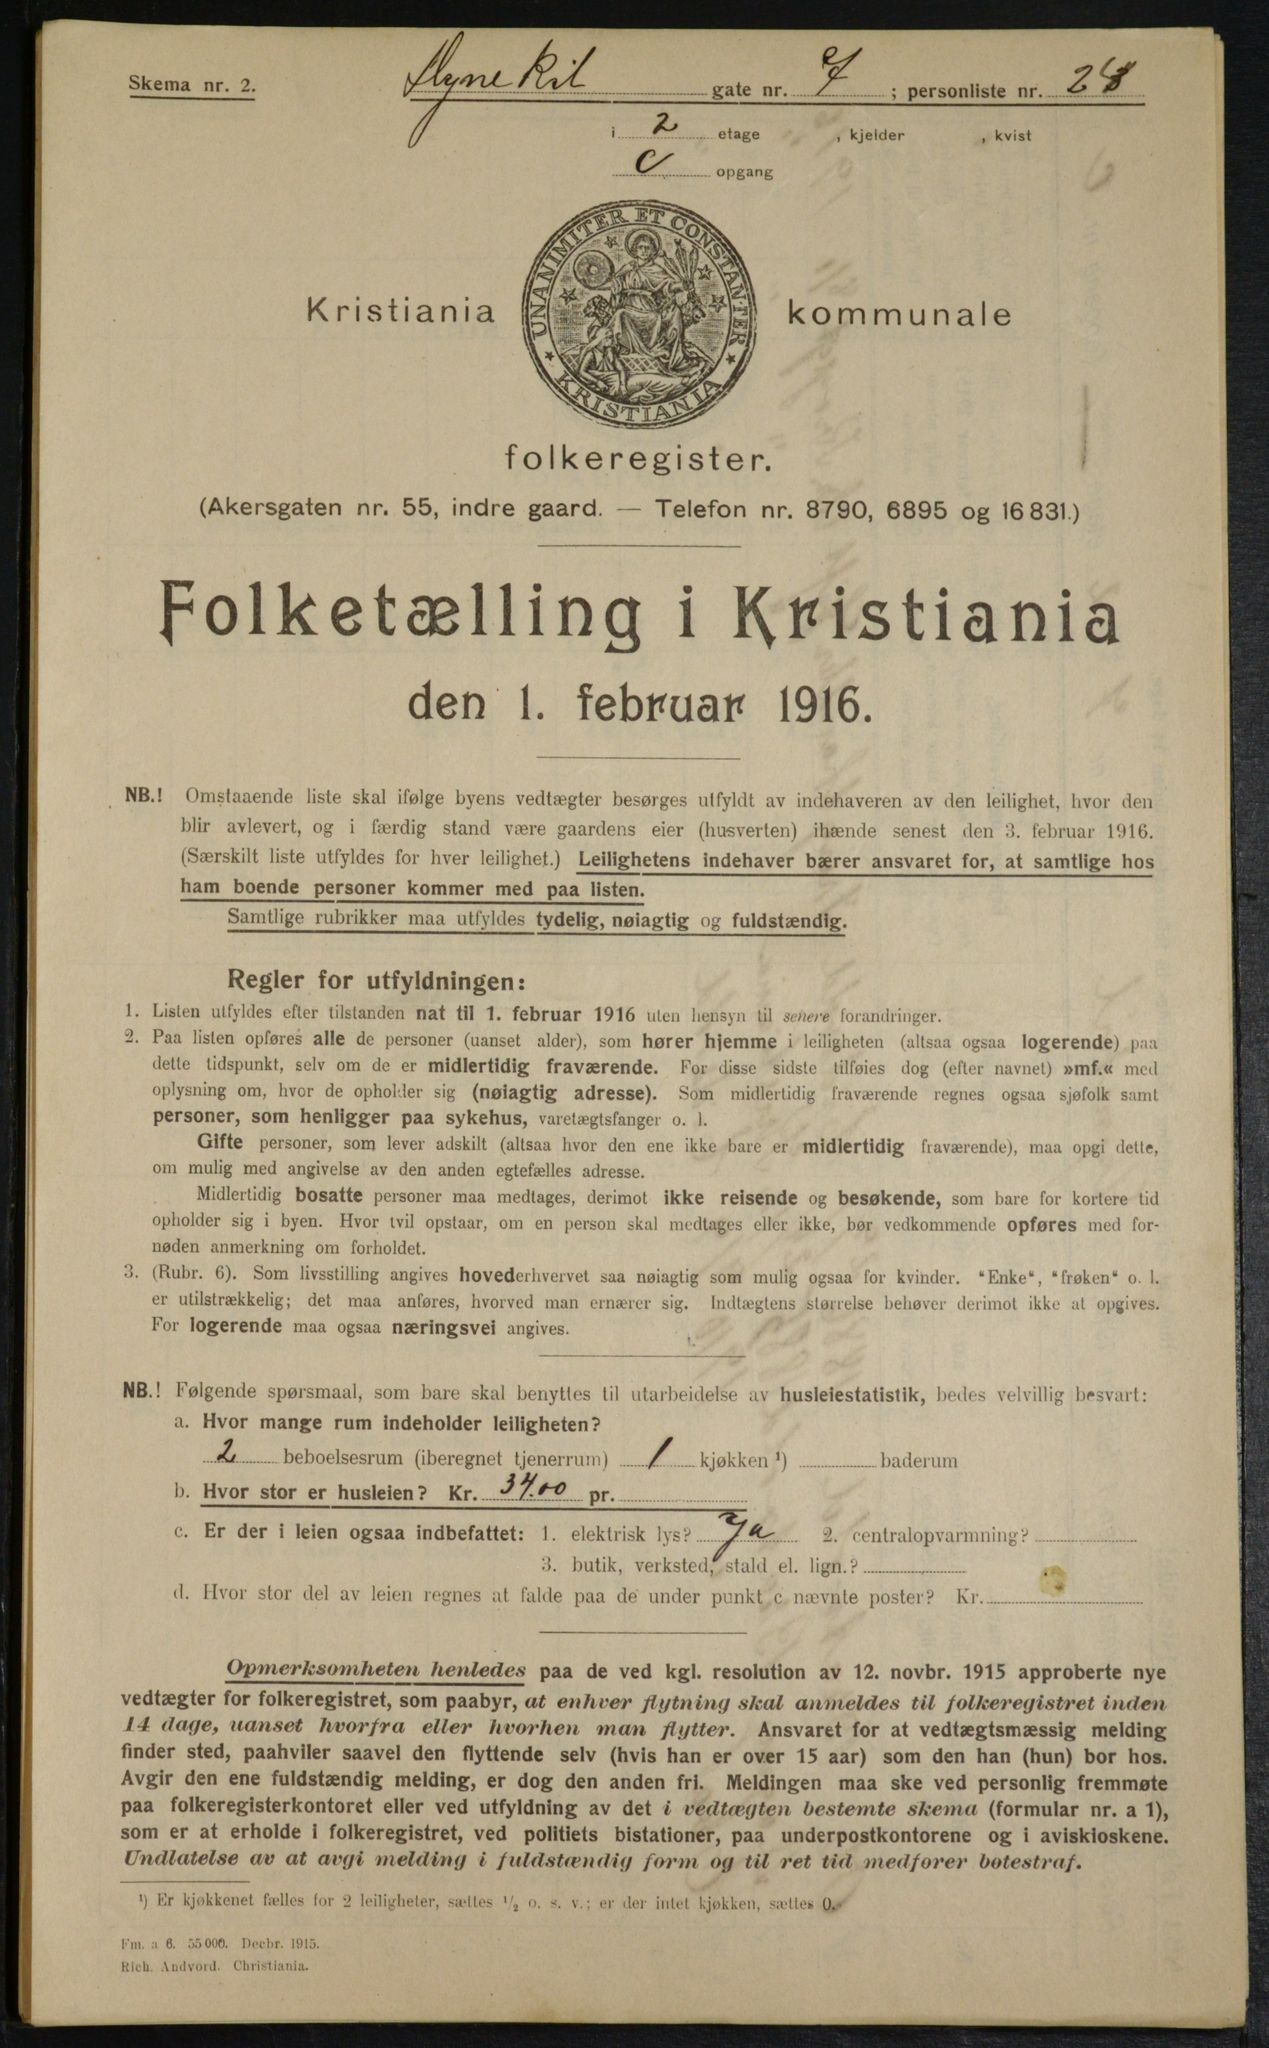 Skema nr. 2. Dynekil gate nr. 7 ; personliste nr. 28
i 2 etage , kjelder , kvist
C opgang
UNANIMITER ET CONSTANTER
KRISTIANIA
Kristiania kommunale
folkeregister.
(Akersgaten nr. 55, indre gaard. — Telefon nr. 8790, 6895 og 16 831.)
Folketælling i Kristiania
den 1. februar 1916.
NB.! Omstaaende liste skal ifølge byens vedtægter besørges utfyldt av indehaveren av den leilighet, hvor den
blir avlevert, og i færdig stand være gaardens eier (husverten) ihænde senest den 3. februar 1916.
(Særskilt liste utfyldes for hver leilighet.) Leilighetens indehaver bærer ansvaret for, at samtlige hos
ham boende personer kommer med paa listen.
Samtlige rubrikker maa utfyldes tydelig, nøiagtig og fuldstændig.
Regler for utfyldningen:
1. Listen utfyldes efter tilstanden nat til 1. februar 1916 uten hensyn til senere forandringer.
2. Paa listen opføres alle de personer (uanset alder), som hører hjemme i leiligheten (altsaa ogsaa logerende) paa
dette tidspunkt, selv om de er midlertidig fraværende. For disse sidste tilføies dog (efter navnet) »mf.« med
oplysning om, hvor de opholder sig (nøiagtig adresse). Som midlertidig fraværende regnes ogsaa sjøfolk samt
personer, som henligger paa sykehus, varetægtsfanger o. l.
Gifte personer, som lever adskilt (altsaa hvor den ene ikke bare er midlertidig fraværende), maa opgi dette,
om mulig med angivelse av den anden egtefælles adresse.
Midlertidig bosatte personer maa medtages, derimot ikke reisende og besøkende, som bare for kortere tid
opholder sig i byen. Hvor tvil opstaar, om en person skal medtages eller ikke, bør vedkommende opføres med for-
nøden anmerkning om forholdet.
3. (Rubr. 6). Som livsstilling angives hovederhvervet saa nøiagtig som mulig ogsaa for kvinder. "Enke", "frøken" o. l.
er utilstrækkelig; det maa anføres, hvorved man ernærer sig. Indtægtens størrelse behøver derimot ikke at opgives.
For logerende maa ogsaa næringsvei angives.
NB.! Følgende spørsmaal, som bare skal benyttes til utarbeidelse av husleiestatistik, bedes velvillig besvart:
a. Hvor mange rum indeholder leiligheten?
2 beboelsesrum (iberegnet tjenerrum) 1 kjøkken ¹) baderum
b. Hvor stor er husleien? Kr. 34.00 pr.
c. Er der i leien ogsaa indbefattet: 1. elektrisk lys? Ja 2. centralopvarmning?
3. butik, verksted, stald el. lign.?
d. Hvor stor del av leien regnes at falde paa de under punkt c nævnte poster? Kr.
Opmerksomheten henledes paa de ved kgl. resolution av 12. novbr. 1915 approberte nye
vedtægter for folkeregistret, som paabyr, at enhver flytning skal anmeldes til folkeregistret inden
14 dage, uanset hvorfra eller hvorhen man flytter. Ansvaret for at vedtægtsmæssig melding
finder sted, paahviler saavel den flyttende selv (hvis han er over 15 aar) som den han (hun) bor hos.
Avgir den ene fuldstændig melding, er dog den anden fri. Meldingen maa ske ved personlig fremmøte
paa folkeregisterkontoret eller ved utfyldning av det i vedtægten bestemte skema (formular nr. a 1),
som er at erholde i folkeregistret, ved politiets bistationer, paa underpostkontorene og i aviskioskene.
Undlatelse av at avgi melding i fuldstændig form og til ret tid medfører bøtestraf.
¹) Er kjøkkenet fælles for 2 leiligheter, sættes ¹/₂ o. s. v.; er der intet kjøkken, sættes 0.
Fm. a 6. 55 000. Decbr. 1915.
Rich. Andvord. Christiania.